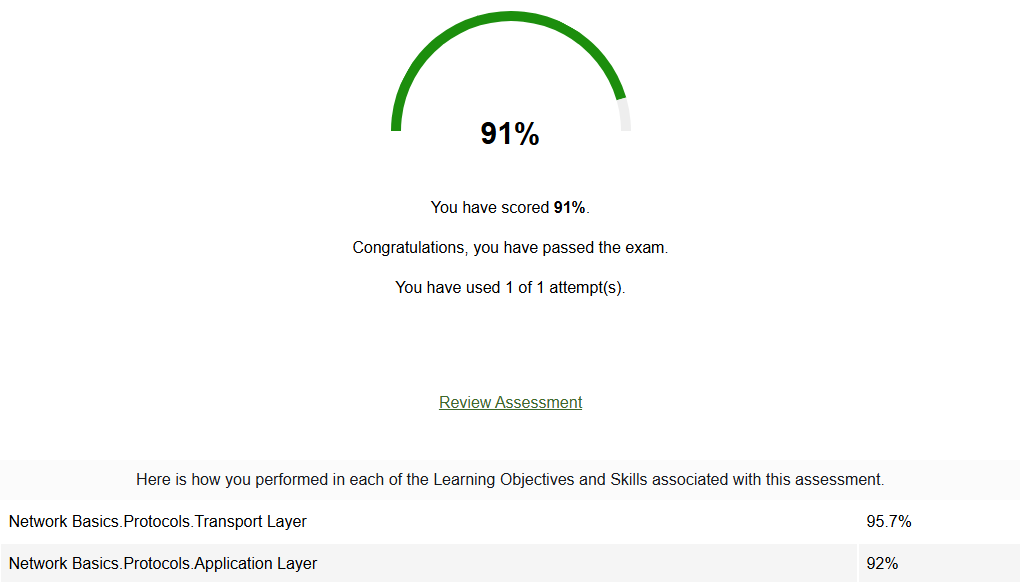 91%
You have scored 91%.
Congratulations, you have passed the exam.
You have used 1 of 1 attempt(s).
Review Assessment
Here is how you performed in each of the Learning Objectives and Skills associated with this assessment.
Network Basics.Protocols.Transport Layer 95.7%
Network Basics.Protocols.Application Layer 92%